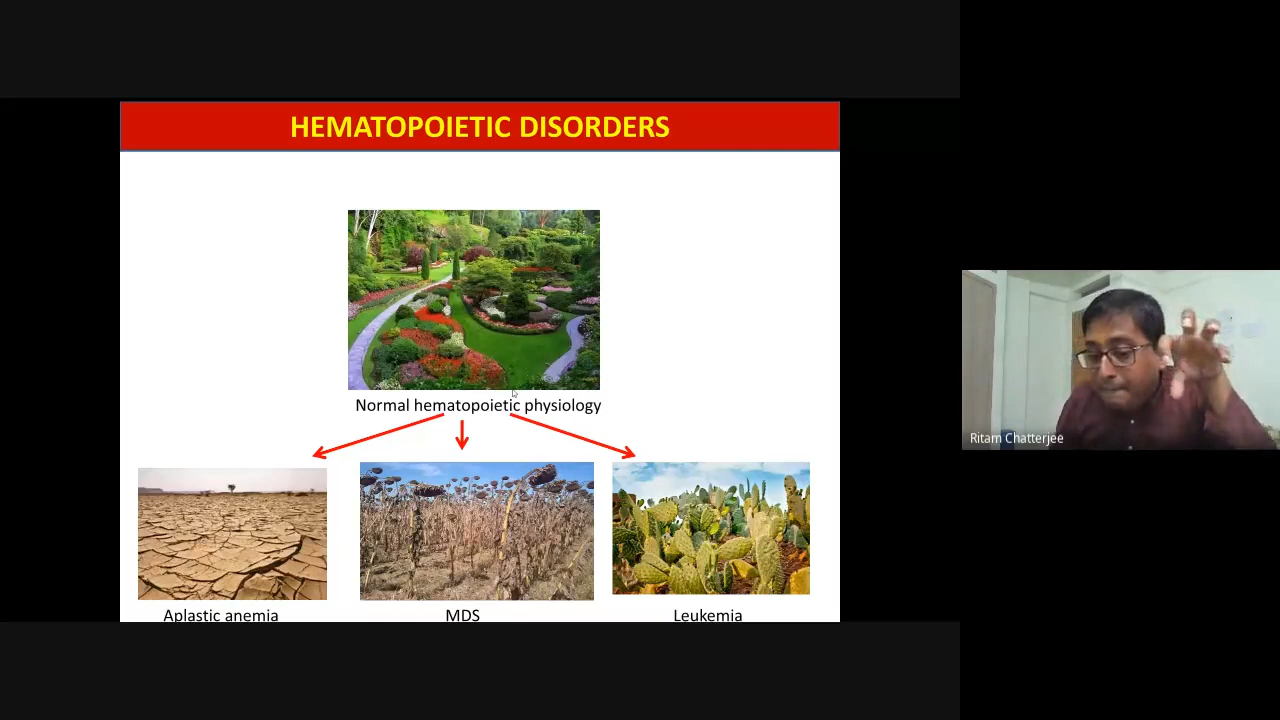 HEMATOPOIETIC DISORDERS
Normal hematopoietic physiology
Aplastic anemia
MDS
Leukemia
Ritam Chatterjee